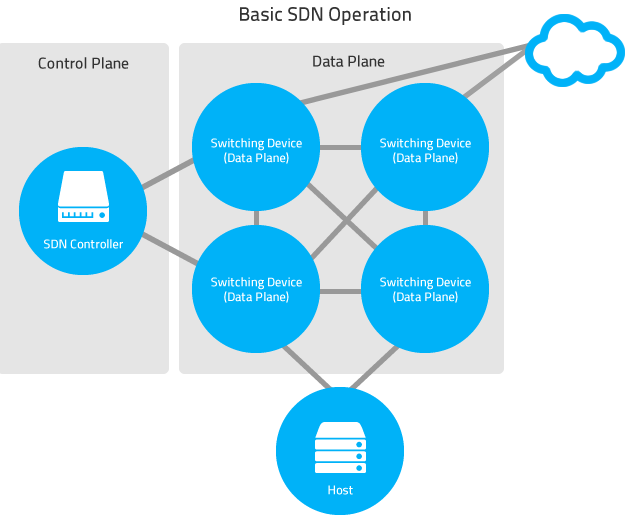 Basic SDN Operation
Control Plane
Data Plane
Switching Device
(Data Plane)
Switching Device
(Data Plane)
SDN Controller
Switching Device
(Data Plane)
Switching Device
(Data Plane)
Host